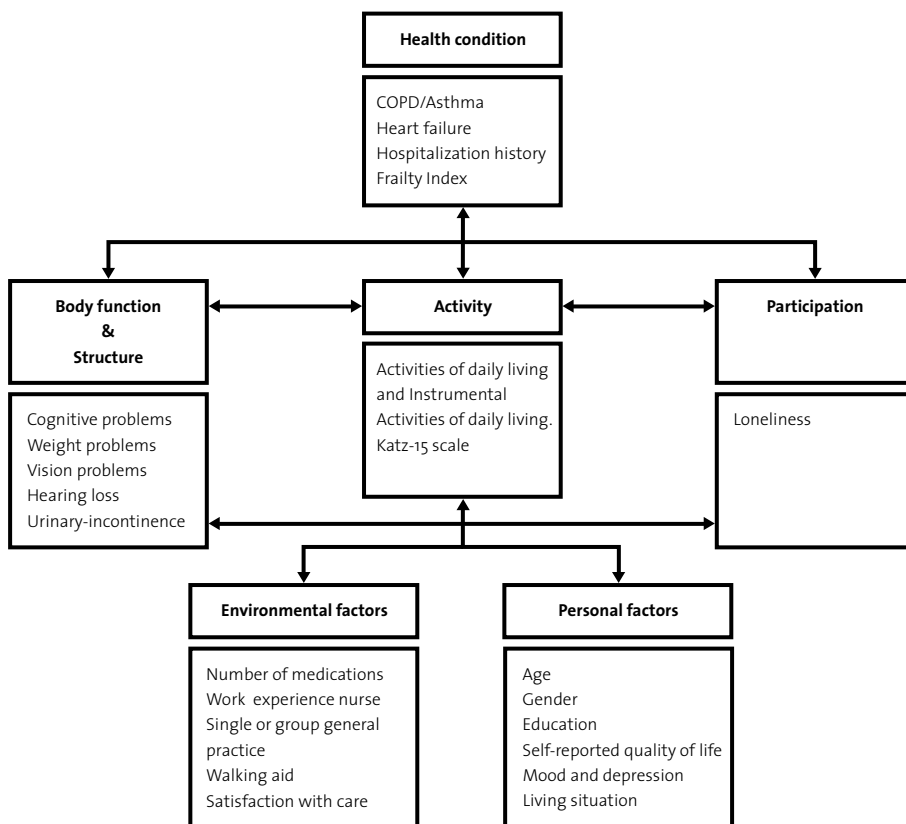 Health condition
COPD/Asthma
Heart failure
Hospitalization history
Frailty Index
Body function
&
Structure
Cognitive problems
Weight problems
Vision problems
Hearing loss
Urinary-incontinence
Activity
Activities of daily living
and Instrumental
Activities of daily living.
Katz-15 scale
Participation
Loneliness
Environmental factors
Number of medications
Work experience nurse
Single or group general
practice
Walking aid
Satisfaction with care
Personal factors
Age
Gender
Education
Self-reported quality of life
Mood and depression
Living situation